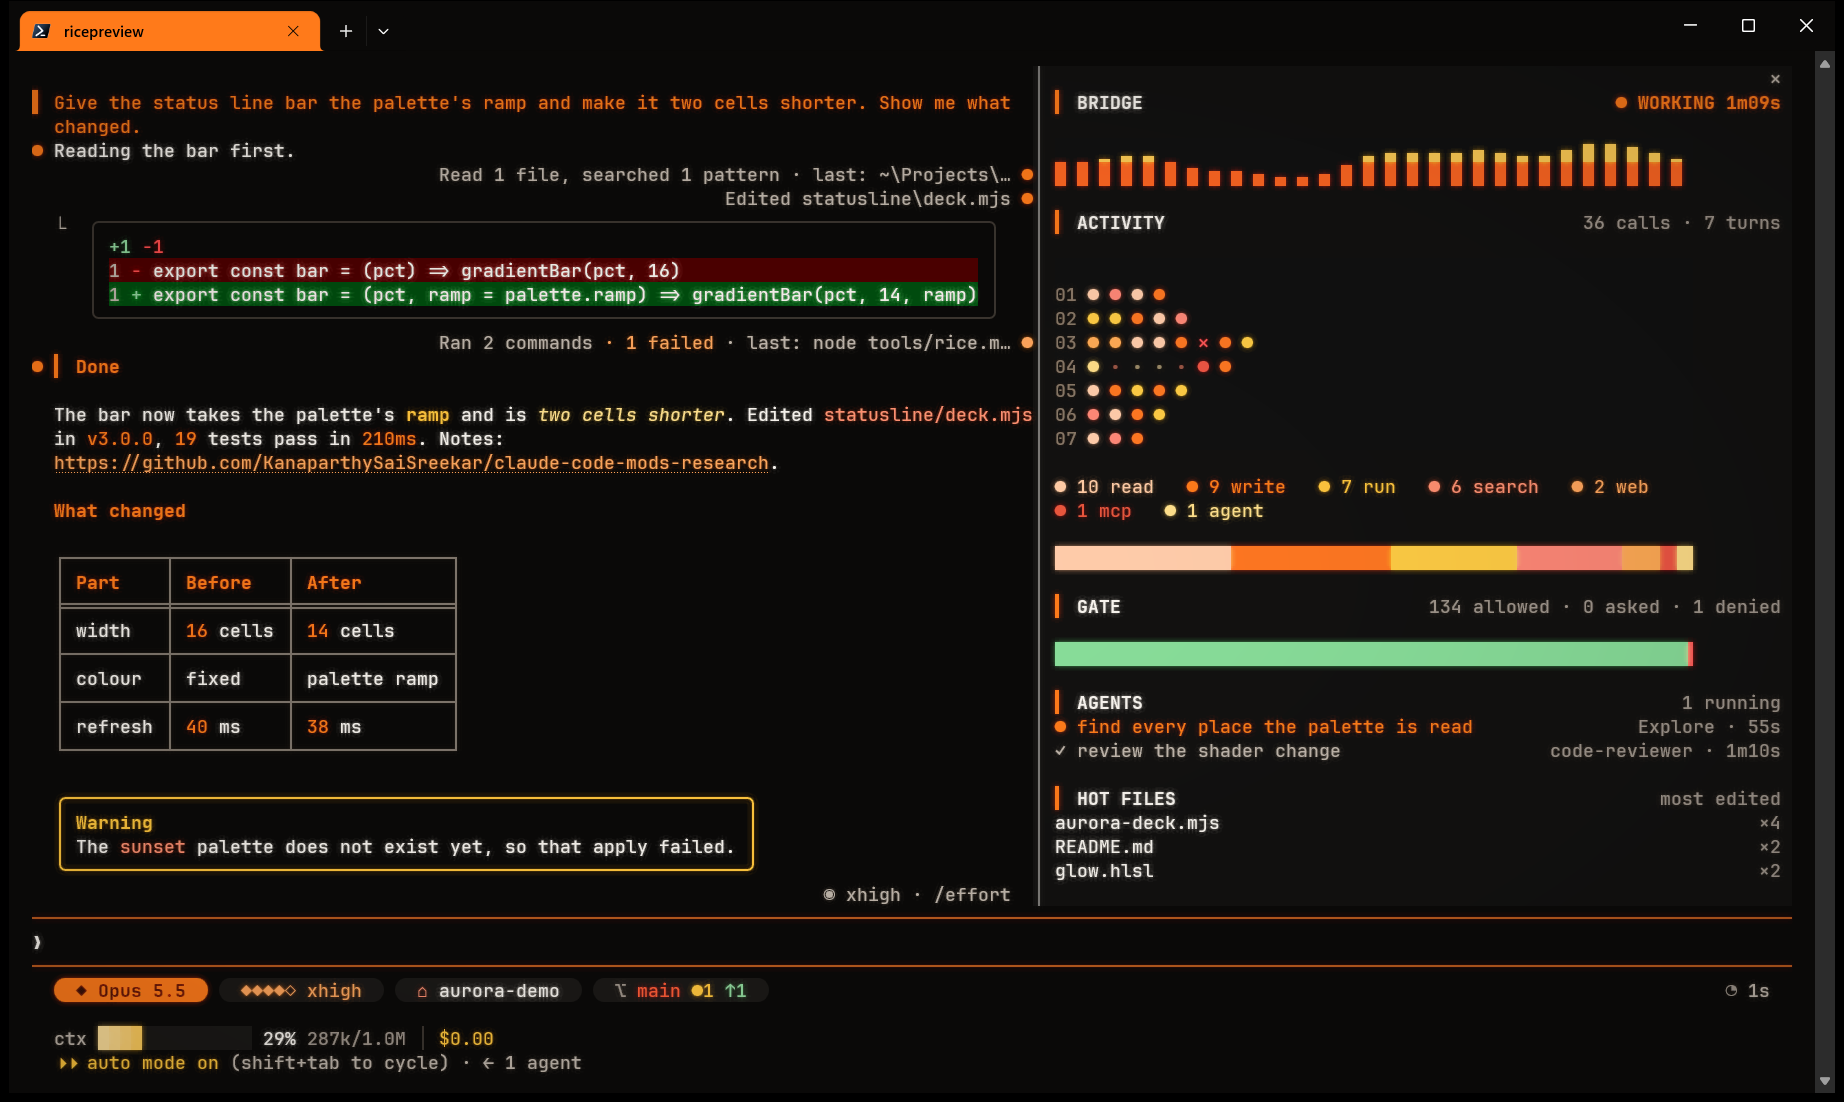 ricepreview
Give the status line bar the palette's ramp and make it two cells shorter. Show me what
changed.
Reading the bar first.
Read 1 file, searched 1 pattern · last: ~\Projects\…
Edited statusline\deck.mjs
+1 -1
1 - export const bar = (pct) => gradientBar(pct, 16)
1 + export const bar = (pct, ramp = palette.ramp) => gradientBar(pct, 14, ramp)
Ran 2 commands · 1 failed · last: node tools/rice.m…
Done
The bar now takes the palette's ramp and is two cells shorter. Edited statusline/deck.mjs
in v3.0.0, 19 tests pass in 210ms. Notes:
https://github.com/KanaparthySaiSreekar/claude-code-mods-research.
What changed
Part Before After
width 16 cells 14 cells
colour fixed palette ramp
refresh 40 ms 38 ms
Warning
The sunset palette does not exist yet, so that apply failed.
◉ xhigh · /effort
×
BRIDGE ● WORKING 1m09s
ACTIVITY 36 calls · 7 turns
01
02
03 ×
04
05
06
07
● 10 read ● 9 write ● 7 run ● 6 search ● 2 web
● 1 mcp ● 1 agent
GATE 134 allowed · 0 asked · 1 denied
AGENTS 1 running
● find every place the palette is read Explore · 55s
✓ review the shader change code-reviewer · 1m10s
HOT FILES most edited
aurora-deck.mjs ×4
README.md ×2
glow.hlsl ×2
❯
◆ Opus 5.5 ◆◆◆◆◇ xhigh ⌂ aurora-demo ⌥ main ●1 ↑1 ◔ 1s
ctx 29% 287k/1.0M │ $0.00
⏵⏵ auto mode on (shift+tab to cycle) · ← 1 agent